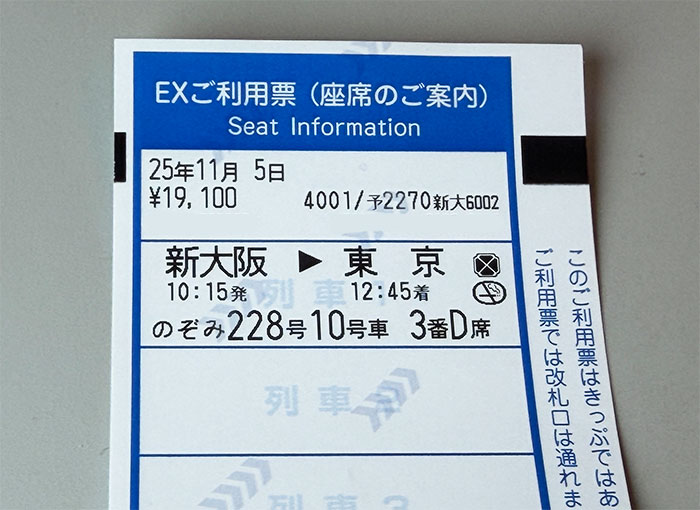 EXご利用票（座席のご案内）
Seat Information
25年11月 5日
¥19,100
4001/予2270新大6002
新大阪 ▶ 東京
10:15発 12:45着
のぞみ228号10号車 3番D席
列車2
列車3
このご利用票はきっぷではあ
ご利用票では改札口は通れま